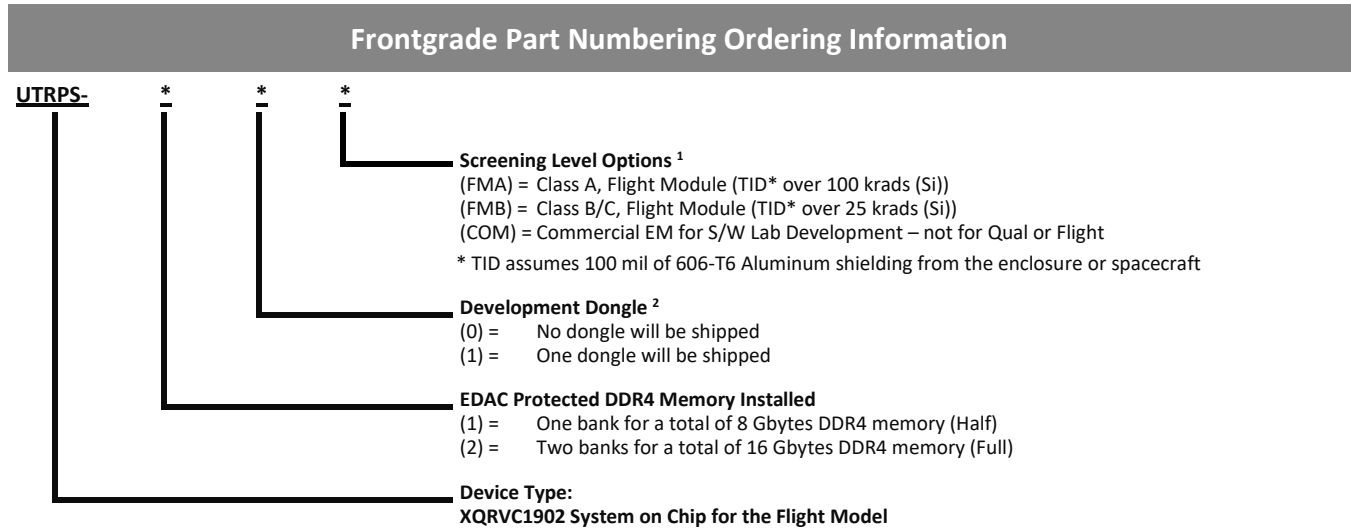 Frontgrade Part Numbering Ordering Information
UTRPS- * * *
Screening Level Options ¹
(FMA) = Class A, Flight Module (TID* over 100 krads (Si))
(FMB) = Class B/C, Flight Module (TID* over 25 krads (Si))
(COM) = Commercial EM for S/W Lab Development – not for Qual or Flight
* TID assumes 100 mil of 606-T6 Aluminum shielding from the enclosure or spacecraft
Development Dongle ²
(0) = No dongle will be shipped
(1) = One dongle will be shipped
EDAC Protected DDR4 Memory Installed
(1) = One bank for a total of 8 Gbytes DDR4 memory (Half)
(2) = Two banks for a total of 16 Gbytes DDR4 memory (Full)
Device Type:
XQRVC1902 System on Chip for the Flight Model